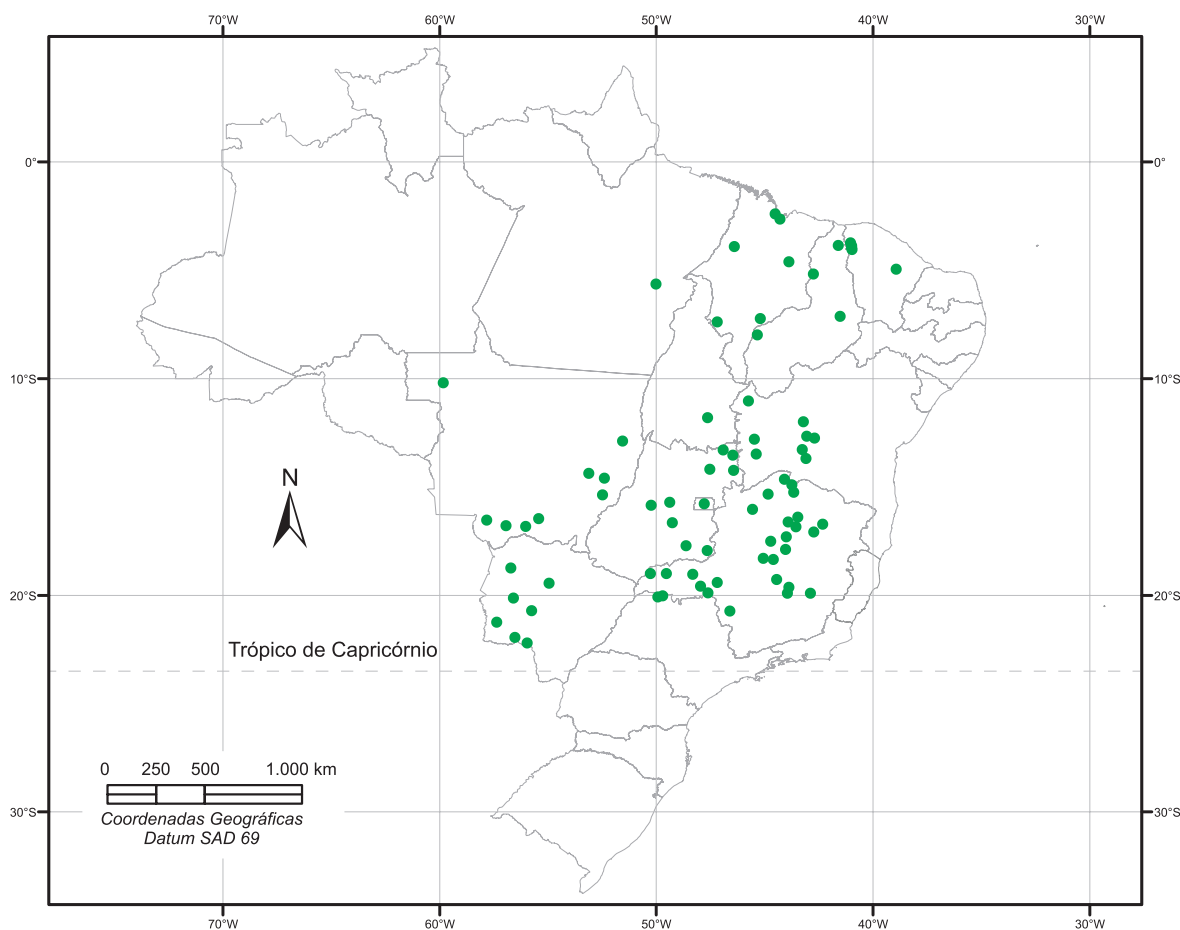 70°W 60°W 50°W 40°W 30°W
0° 0°
10°S 10°S
N
20°S 20°S
Trópico de Capricórnio
0 250 500 1.000 km
30°S 30°S
Coordenadas Geográficas
Datum SAD 69
70°W 60°W 50°W 40°W 30°W